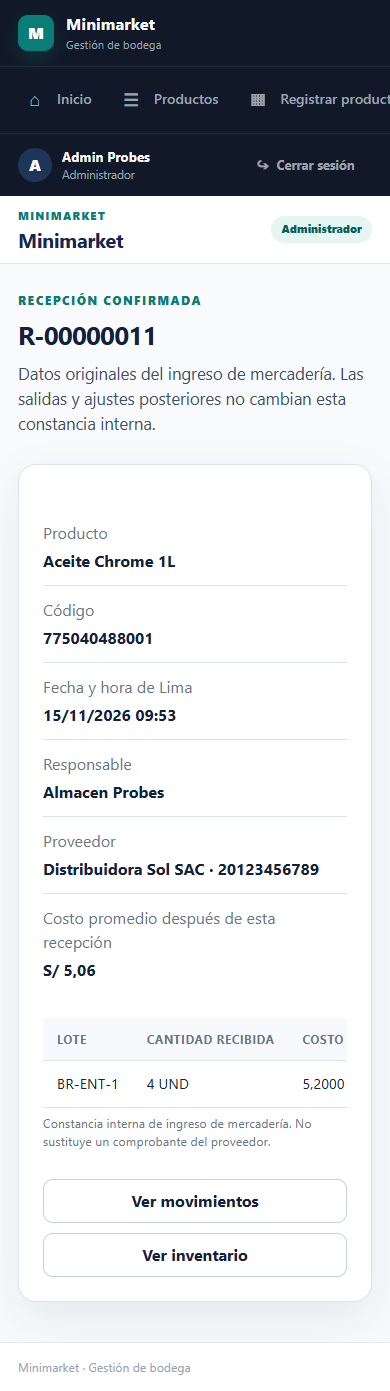 M
Minimarket
Gestión de bodega
Inicio
Productos
Registrar product
A
Admin Probes
Administrador
Cerrar sesión
MINIMARKET
Minimarket
Administrador
RECEPCIÓN CONFIRMADA
R-00000011
Datos originales del ingreso de mercadería. Las
salidas y ajustes posteriores no cambian esta
constancia interna.
Producto
Aceite Chrome 1L
Código
775040488001
Fecha y hora de Lima
15/11/2026 09:53
Responsable
Almacen Probes
Proveedor
Distribuidora Sol SAC · 20123456789
Costo promedio después de esta
recepción
S/ 5,06
LOTE CANTIDAD RECIBIDA COSTO
BR-ENT-1 4 UND 5,2000
Constancia interna de ingreso de mercadería. No
sustituye un comprobante del proveedor.
Ver movimientos
Ver inventario
Minimarket · Gestión de bodega